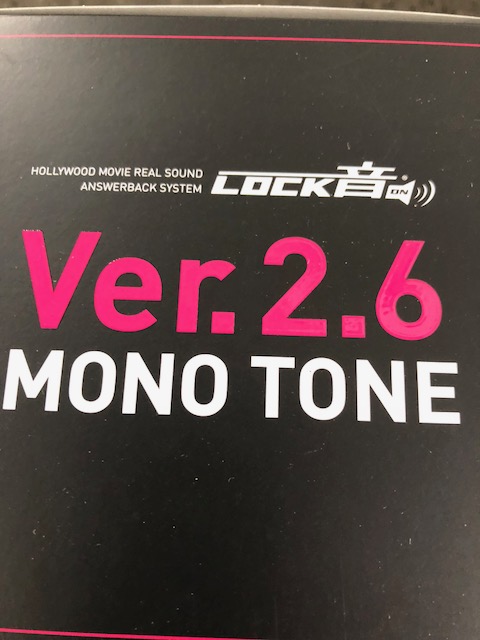 HOLLYWOOD MOVIE REAL SOUND
ANSWERBACK SYSTEM
LOCK音
ON
Ver.2.6
MONO TONE